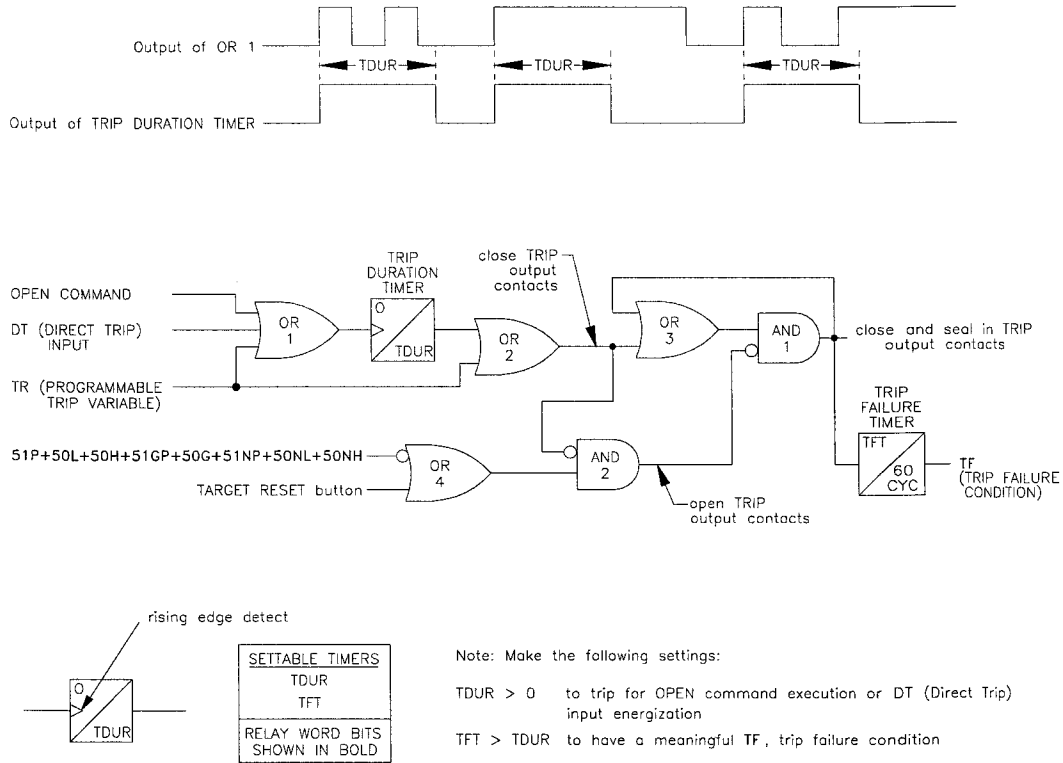 Output of OR 1
TDUR
TDUR
TDUR
Output of TRIP DURATION TIMER
OPEN COMMAND
DT (DIRECT TRIP)
INPUT
TR (PROGRAMMABLE
TRIP VARIABLE)
OR
1
TRIP
DURATION
TIMER
O
TDUR
OR
2
close TRIP
output
contacts
OR
3
AND
1
close and seal in TRIP
output contacts
51P+50L+50H+51GP+50G+51NP+50NL+50NH
TARGET RESET button
OR
4
AND
2
open TRIP
output contacts
TRIP
FAILURE
TIMER
TFT
60
CYC
TF
(TRIP FAILURE
CONDITION)
rising edge detect
O
TDUR
SETTABLE TIMERS
TDUR
TFT
RELAY WORD BITS
SHOWN IN BOLD
Note: Make the following settings:
TDUR > 0 to trip for OPEN command execution or DT (Direct Trip)
input energization
TFT > TDUR to have a meaningful TF, trip failure condition